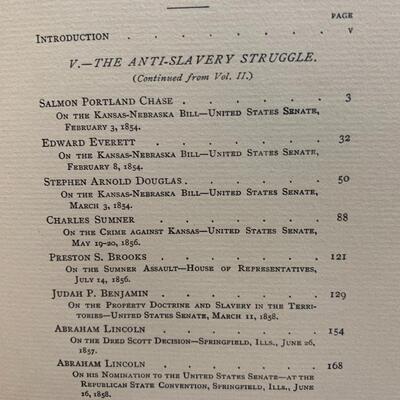 PAGE
INTRODUCTION . . . . . . . . v
V.—THE ANTI-SLAVERY STRUGGLE.
(Continued from Vol. II.)
SALMON PORTLAND CHASE . . . . . . 3
ON THE KANSAS-NEBRASKA BILL—UNITED STATES SENATE,
FEBRUARY 3, 1854.
EDWARD EVERETT . . . . . . . 32
ON THE KANSAS-NEBRASKA BILL—UNITED STATES SENATE,
FEBRUARY 8, 1854.
STEPHEN ARNOLD DOUGLAS . . . . . . 50
ON THE KANSAS-NEBRASKA BILL—UNITED STATES SENATE,
MARCH 3, 1854.
CHARLES SUMNER . . . . . . . 88
ON THE CRIME AGAINST KANSAS—UNITED STATES SENATE,
MAY 19-20, 1856.
PRESTON S. BROOKS . . . . . . . 121
ON THE SUMNER ASSAULT—HOUSE OF REPRESENTATIVES,
JULY 14, 1856.
JUDAH P. BENJAMIN . . . . . . . 129
ON THE PROPERTY DOCTRINE AND SLAVERY IN THE TERRI-
TORIES—UNITED STATES SENATE, MARCH 11, 1858.
ABRAHAM LINCOLN . . . . . . . 154
ON THE DRED SCOTT DECISION—SPRINGFIELD, ILLS., JUNE 26,
1857.
ABRAHAM LINCOLN . . . . . . . 168
ON HIS NOMINATION TO THE UNITED STATES SENATE—AT THE
REPUBLICAN STATE CONVENTION, SPRINGFIELD, ILLS., JUNE
16, 1858.